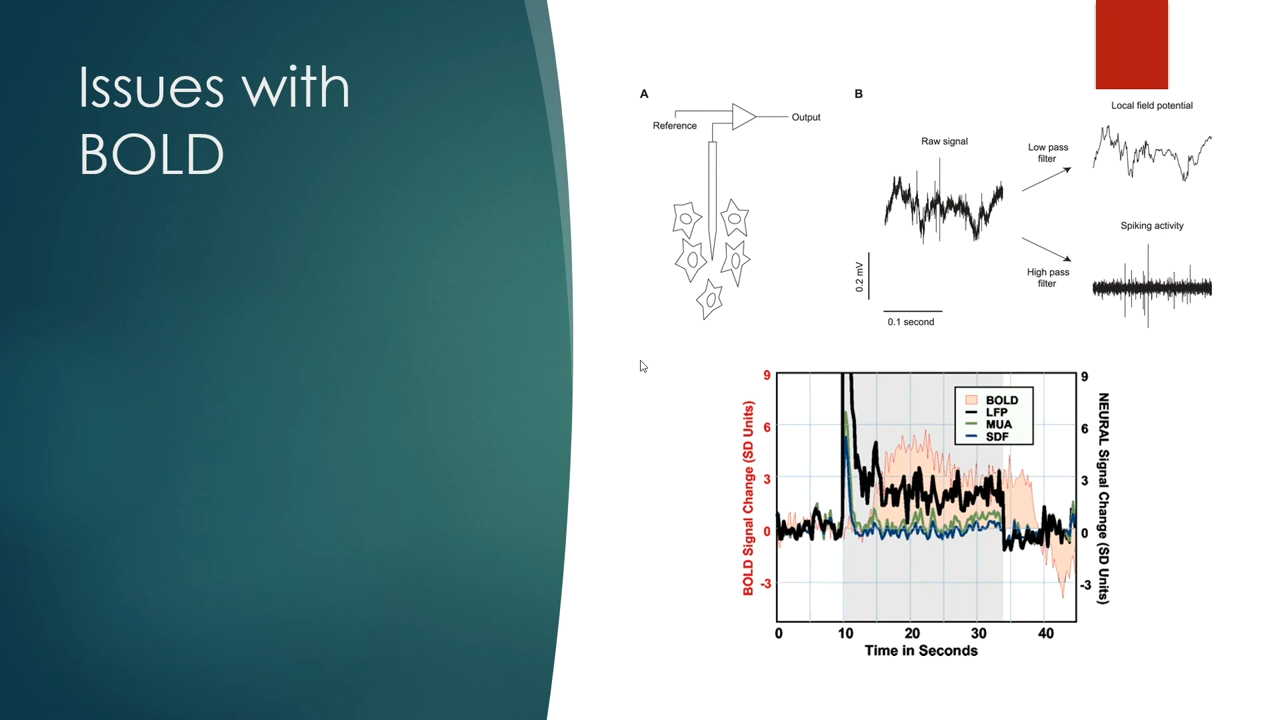 Issues with
BOLD
A
Reference
Output
B
Raw signal
0.2 mV
0.1 second
Low pass
filter
High pass
filter
Local field potential
Spiking activity
BOLD Signal Change (SD Units)
9
6
3
0
-3
BOLD
LFP
MUA
SDF
9
6
3
0
-3
NEURAL Signal Change (SD Units)
0 10 20 30 40
Time in Seconds